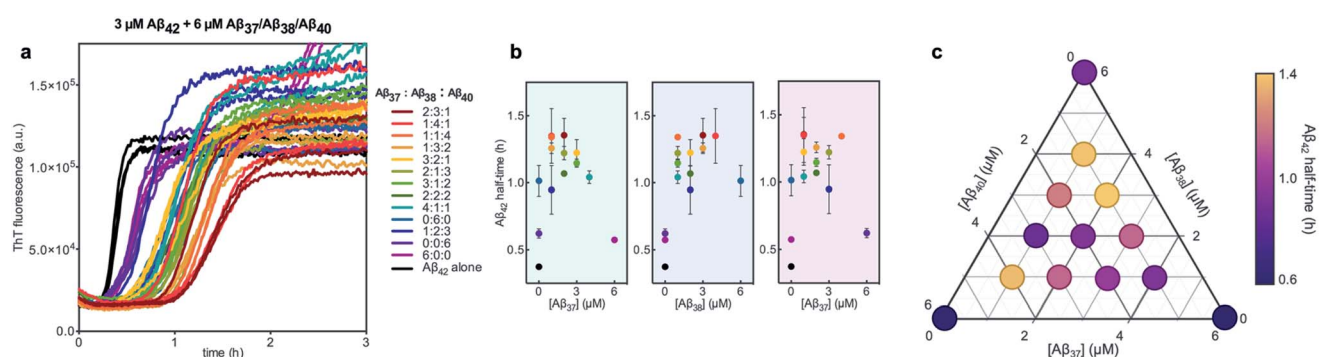 3 µM Aβ42 + 6 µM Aβ37/Aβ38/Aβ40
a
ThT fluorescence (a.u.)
1.5×10⁵
1.0×10⁵
5.0×10⁴
0.0
0
1
2
3
time (h)
Aβ37 : Aβ38 : Aβ40
2:3:1
1:4:1
1:1:4
1:3:2
3:2:1
2:1:3
3:1:2
2:2:2
4:1:1
0:6:0
1:2:3
0:0:6
6:0:0
Aβ42 alone
b
Aβ42 half-time (h)
1.5
1.0
0.5
0 3 6
[Aβ37] (µM)
0 3 6
[Aβ38] (µM)
0 3 6
[Aβ37] (µM)
c
0
6
2
4
[Aβ40] (µM)
[Aβ38] (µM)
4
2
6
0
0
2
4
6
[Aβ37] (µM)
1.4
0.6
Aβ42 half-time (h)